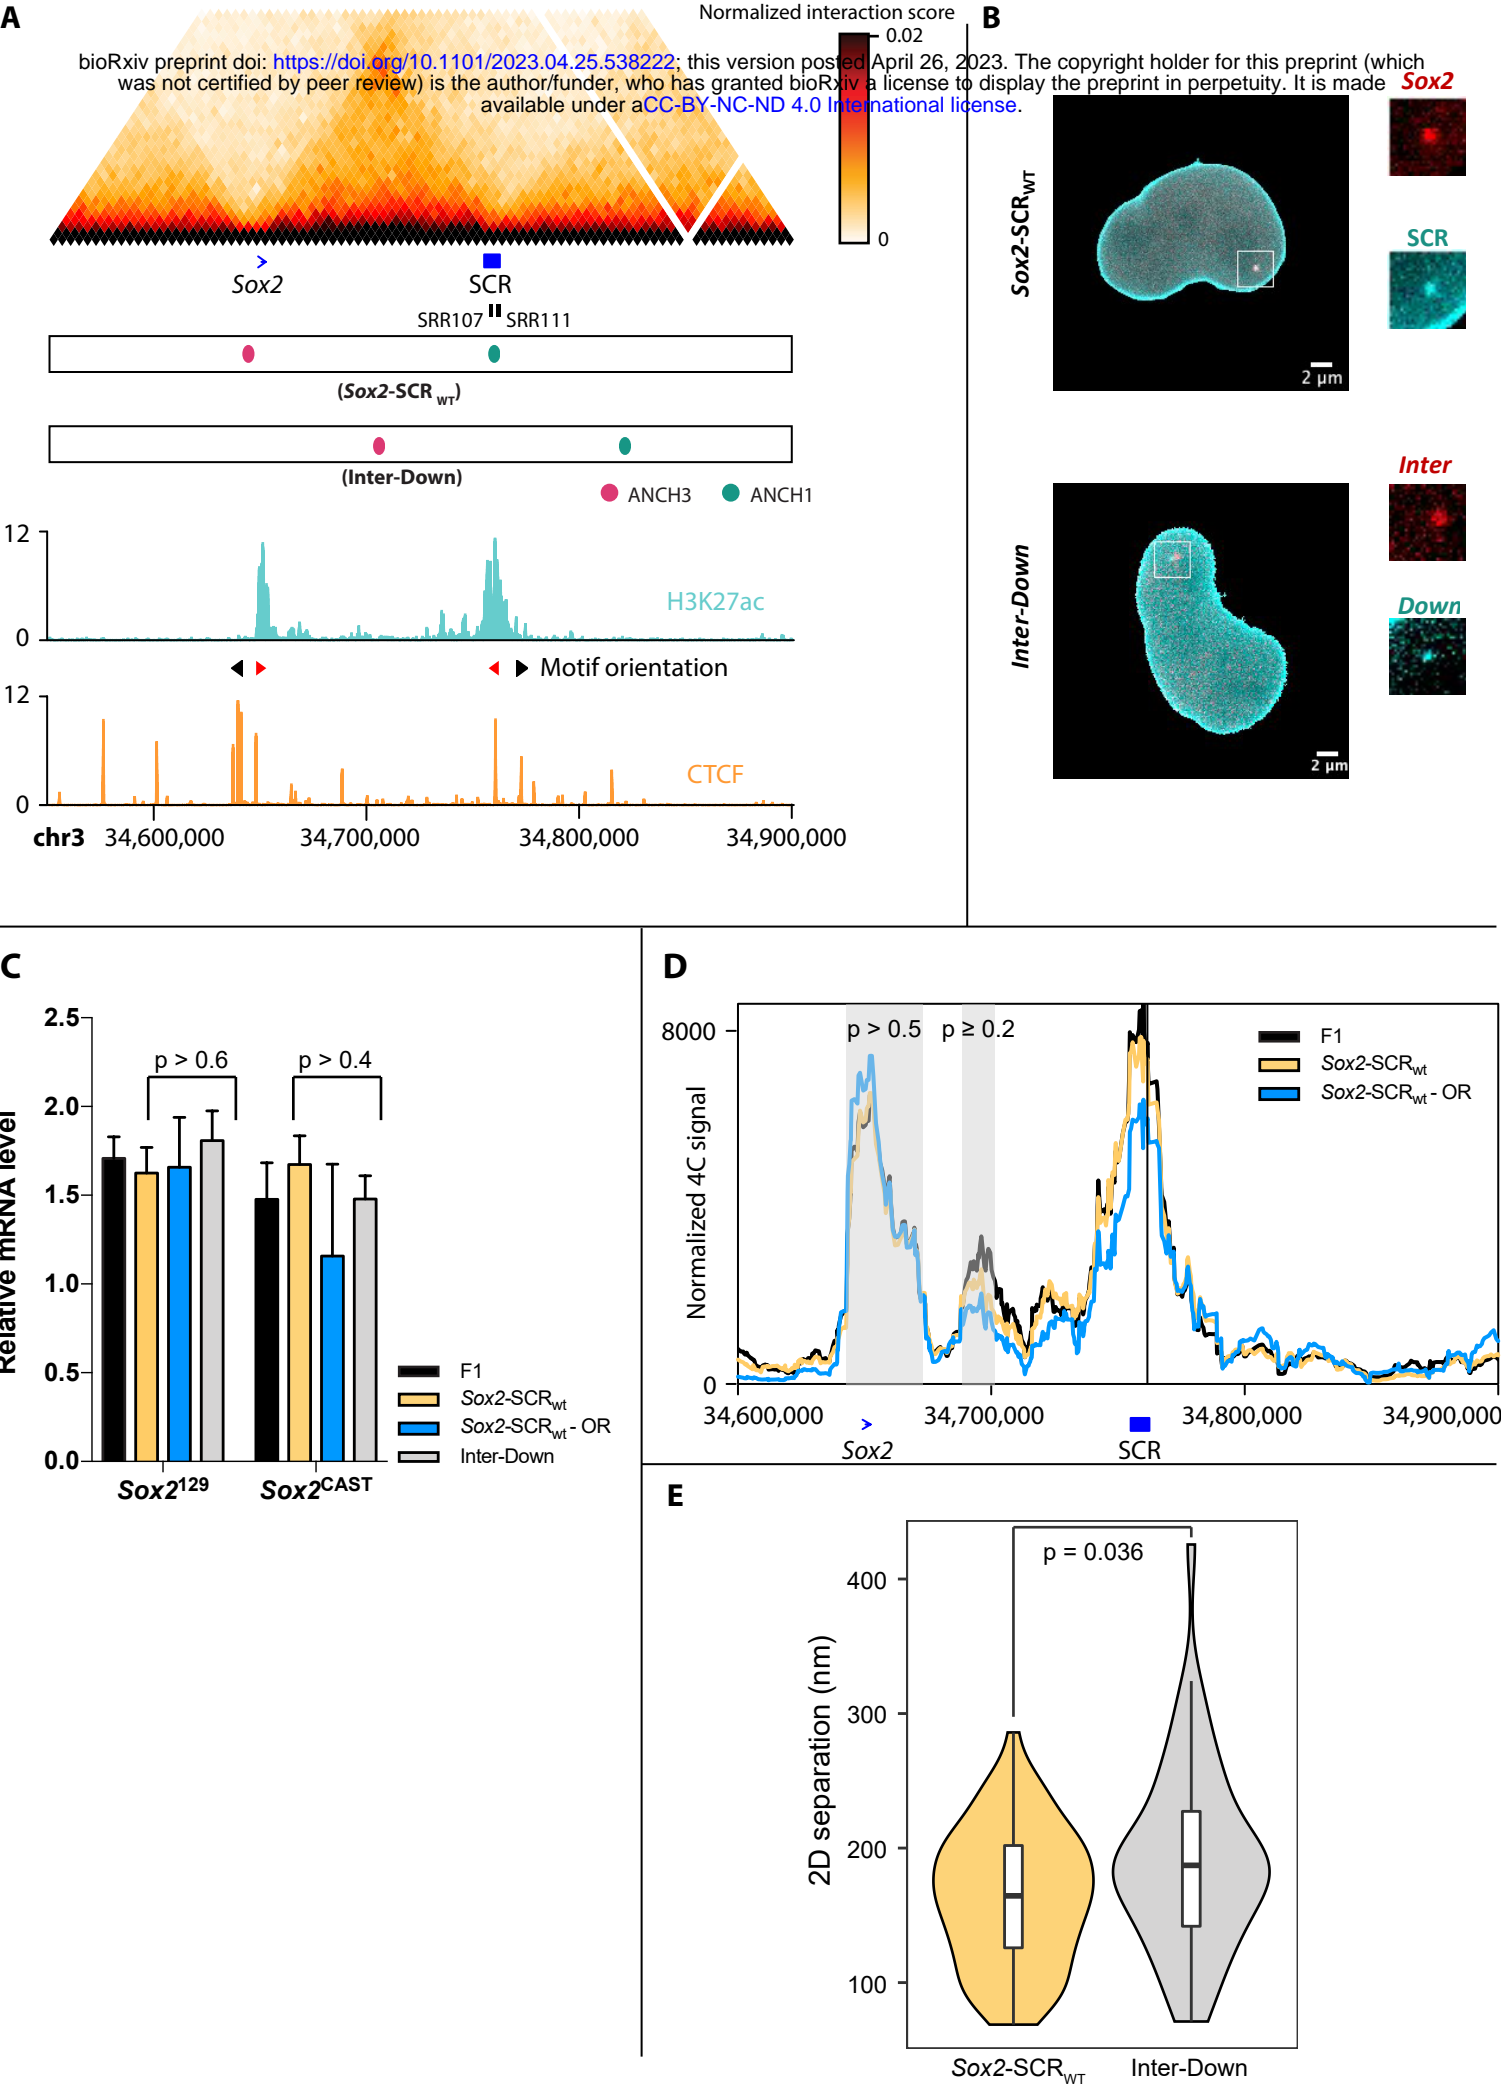 A
Normalized interaction score
0.02
0
B
bioRxiv preprint doi: https://doi.org/10.1101/2023.04.25.538222; this version posted April 26, 2023. The copyright holder for this preprint (which
was not certified by peer review) is the author/funder, who has granted bioRxiv a license to display the preprint in perpetuity. It is made
available under aCC-BY-NC-ND 4.0 International license.
Sox2
SCR
SRR107 SRR111
(Sox2-SCR WT)
(Inter-Down)
ANCH3 ANCH1
12
0
H3K27ac
Motif orientation
12
0
CTCF
chr3 34,600,000 34,700,000 34,800,000 34,900,000
Sox2-SCRWT
2 µm
Sox2
SCR
Inter-Down
2 µm
Inter
Down
C
Relative mRNA level
2.5
2.0
1.5
1.0
0.5
0.0
p > 0.6
p > 0.4
F1
Sox2-SCRwt
Sox2-SCRwt - OR
Inter-Down
Sox2129 Sox2CAST
D
Normalized 4C signal
8000
0
p > 0.5 p ≥ 0.2
F1
Sox2-SCRwt
Sox2-SCRwt - OR
34,600,000 34,700,000 34,800,000 34,900,000
Sox2
SCR
E
2D separation (nm)
400
300
200
100
p = 0.036
Sox2-SCRWT Inter-Down